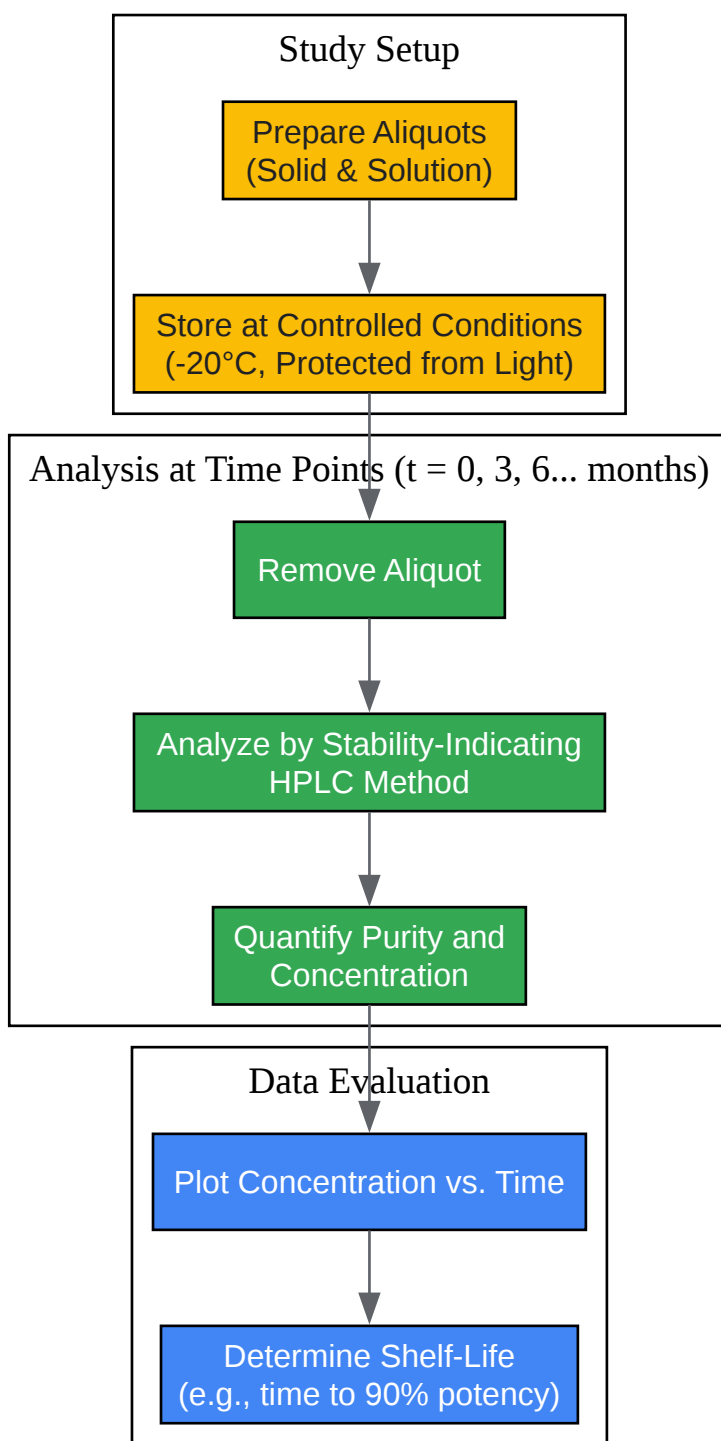 Study Setup
Prepare Aliquots
(Solid & Solution)
Store at Controlled Conditions
(-20°C, Protected from Light)
Analysis at Time Points (t = 0, 3, 6... months)
Remove Aliquot
Analyze by Stability-Indicating
HPLC Method
Quantify Purity and
Concentration
Data Evaluation
Plot Concentration vs. Time
Determine Shelf-Life
(e.g., time to 90% potency)